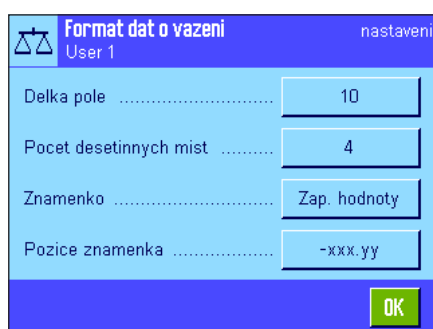 Format dat o vazeni nastaveni
User 1
Delka pole ............................ 10
Pocet desetinnych mist .......... 4
Znamenko ............................. Zap. hodnoty
Pozice znamenka ................... -xxx.yy
OK